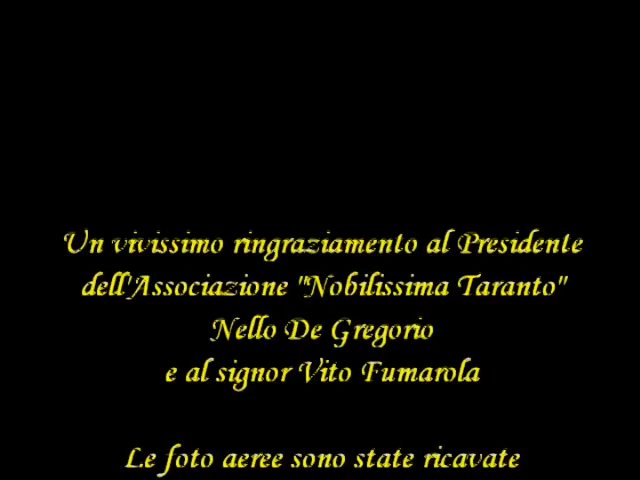 Un vivissimo ringraziamento al Presidente
dell'Associazione "Nobilissima Taranto"
Nello De Gregorio
e al signor Vito Fumarola
Le foto aeree sono state ricavate